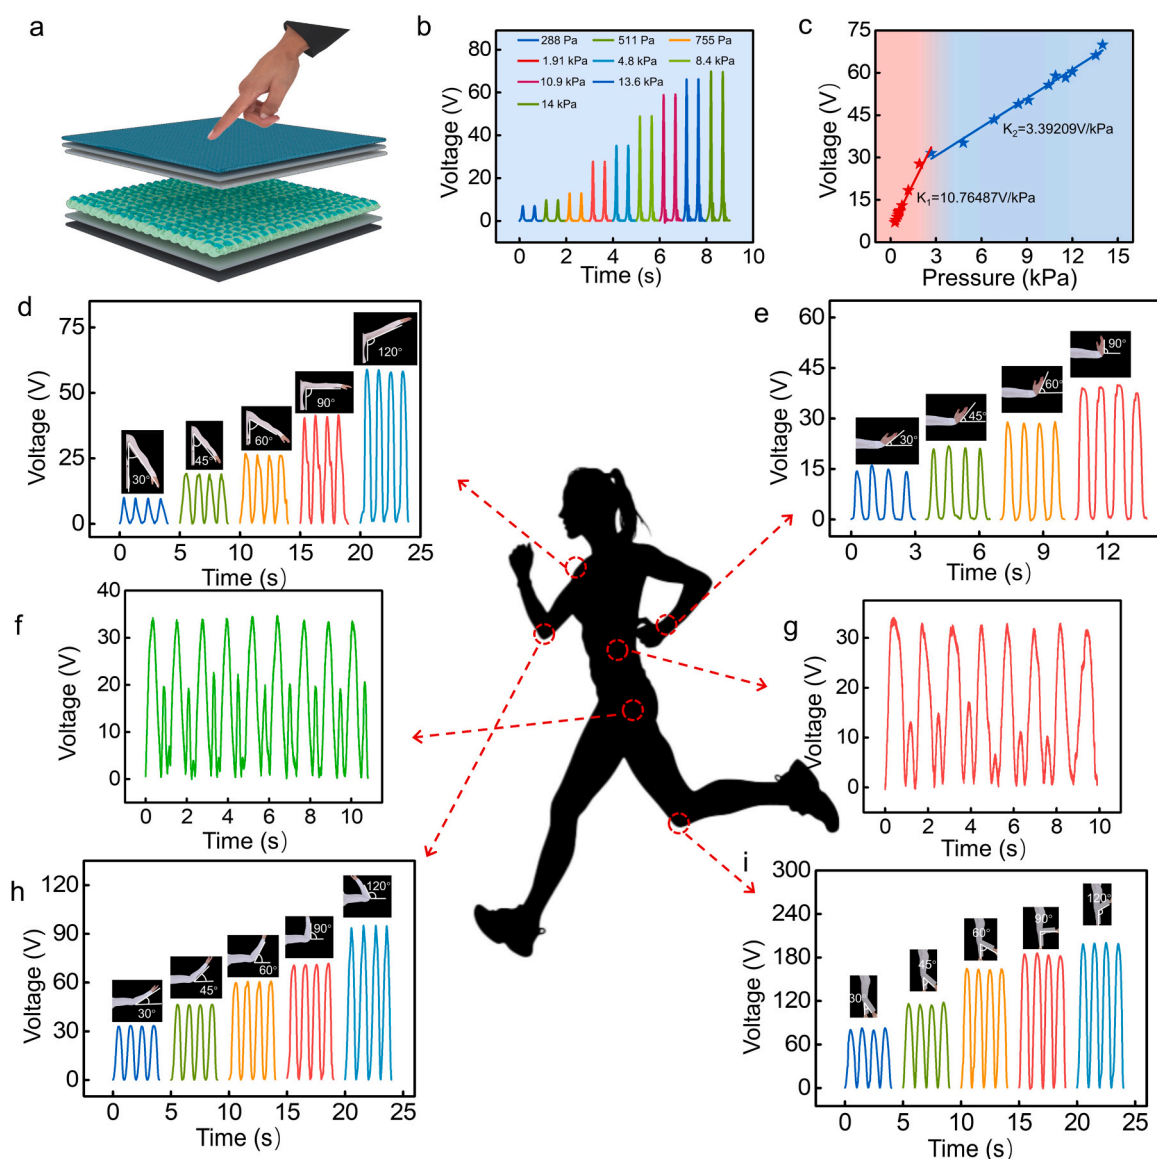 a
b
Voltage (V)
80
60
40
20
0
288 Pa 511 Pa 755 Pa
1.91 kPa 4.8 kPa 8.4 kPa
10.9 kPa 13.6 kPa
14 kPa
0 2 4 6 8 10
Time (s)
c
Voltage (V)
75
60
45
30
15
0
K2=3.39209V/kPa
K1=10.76487V/kPa
0 3 6 9 12 15
Pressure (kPa)
d
Voltage (V)
75
50
25
0
30°
45°
60°
90°
120°
0 5 10 15 20 25
Time (s)
e
Voltage (V)
60
45
30
15
0
30°
45°
60°
90°
0 3 6 9 12
Time (s)
f
Voltage (V)
40
30
20
10
0
0 2 4 6 8 10
Time (s)
g
Voltage (V)
30
20
10
0
0 2 4 6 8 10
Time (s)
h
Voltage (V)
120
90
60
30
0
30°
45°
60°
90°
120°
0 5 10 15 20 25
Time (s)
i
Voltage (V)
300
240
180
120
60
0
30°
45°
60°
90°
120°
0 5 10 15 20 25
Time (s)